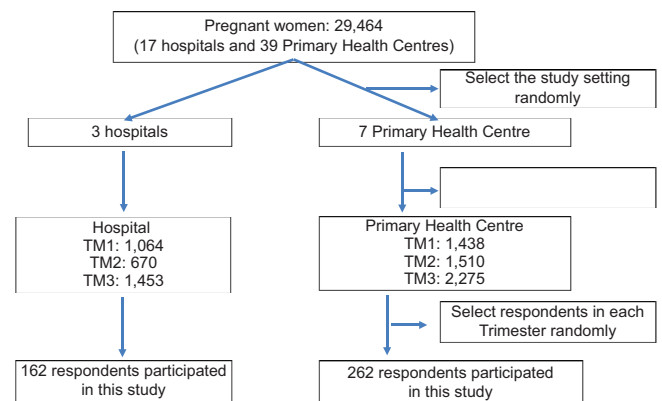 Pregnant women: 29,464
(17 hospitals and 39 Primary Health Centres)
Select the study setting
randomly
3 hospitals
7 Primary Health Centre
Hospital
TM1: 1,064
TM2: 670
TM3: 1,453
Primary Health Centre
TM1: 1,438
TM2: 1,510
TM3: 2,275
Select respondents in each
Trimester randomly
162 respondents participated
in this study
262 respondents participated
in this study